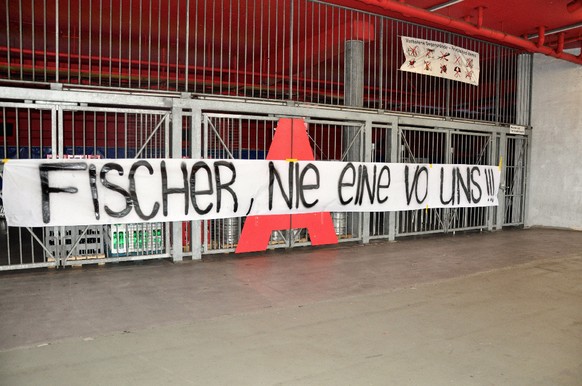 FISCHER, NIE EINE VO UNS!!!
A